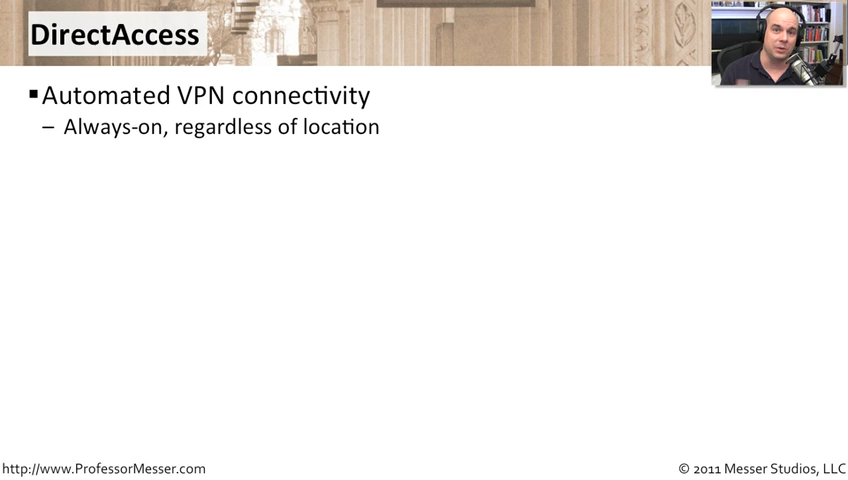 DirectAccess
▪Automated VPN connectivity
– Always-on, regardless of location
http://www.ProfessorMesser.com
© 2011 Messer Studios, LLC